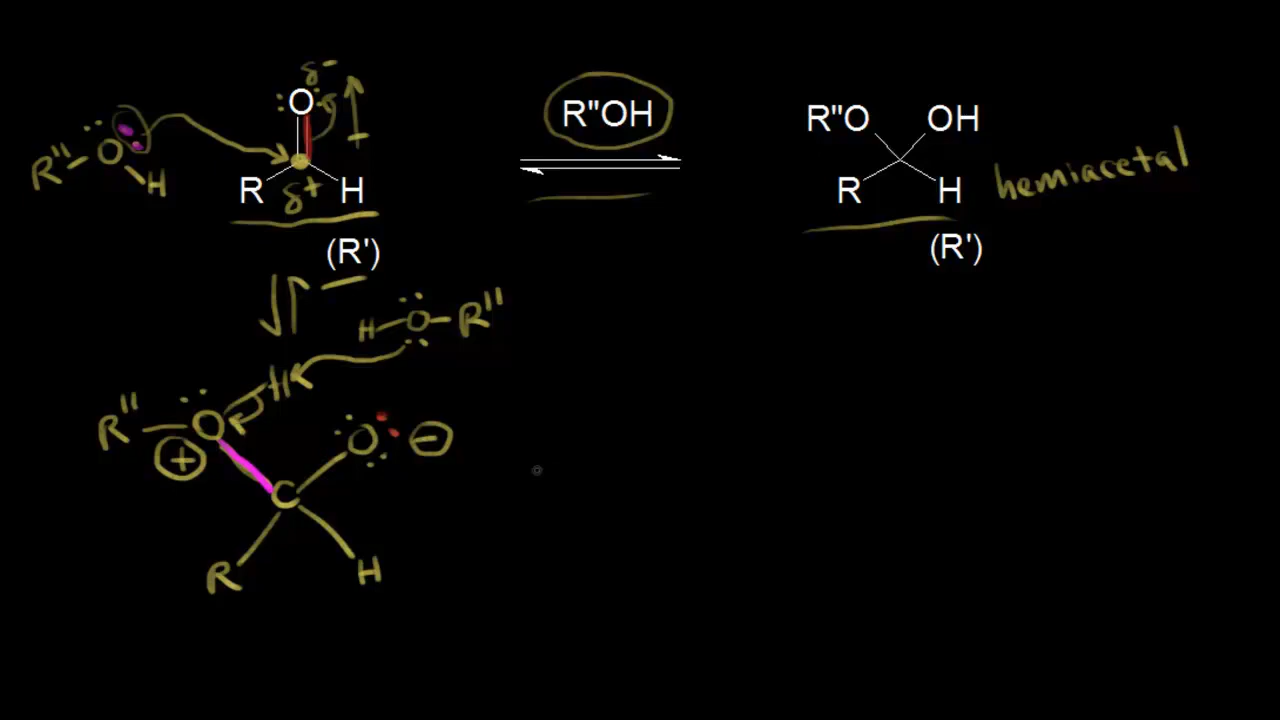 δ-
O
R"OH
R"O OH
R"-O
H
R δ+ H
R H
hemiacetal
(R')
(R')
H-O-R"
H
R"-O
O
+
-
C
R
H